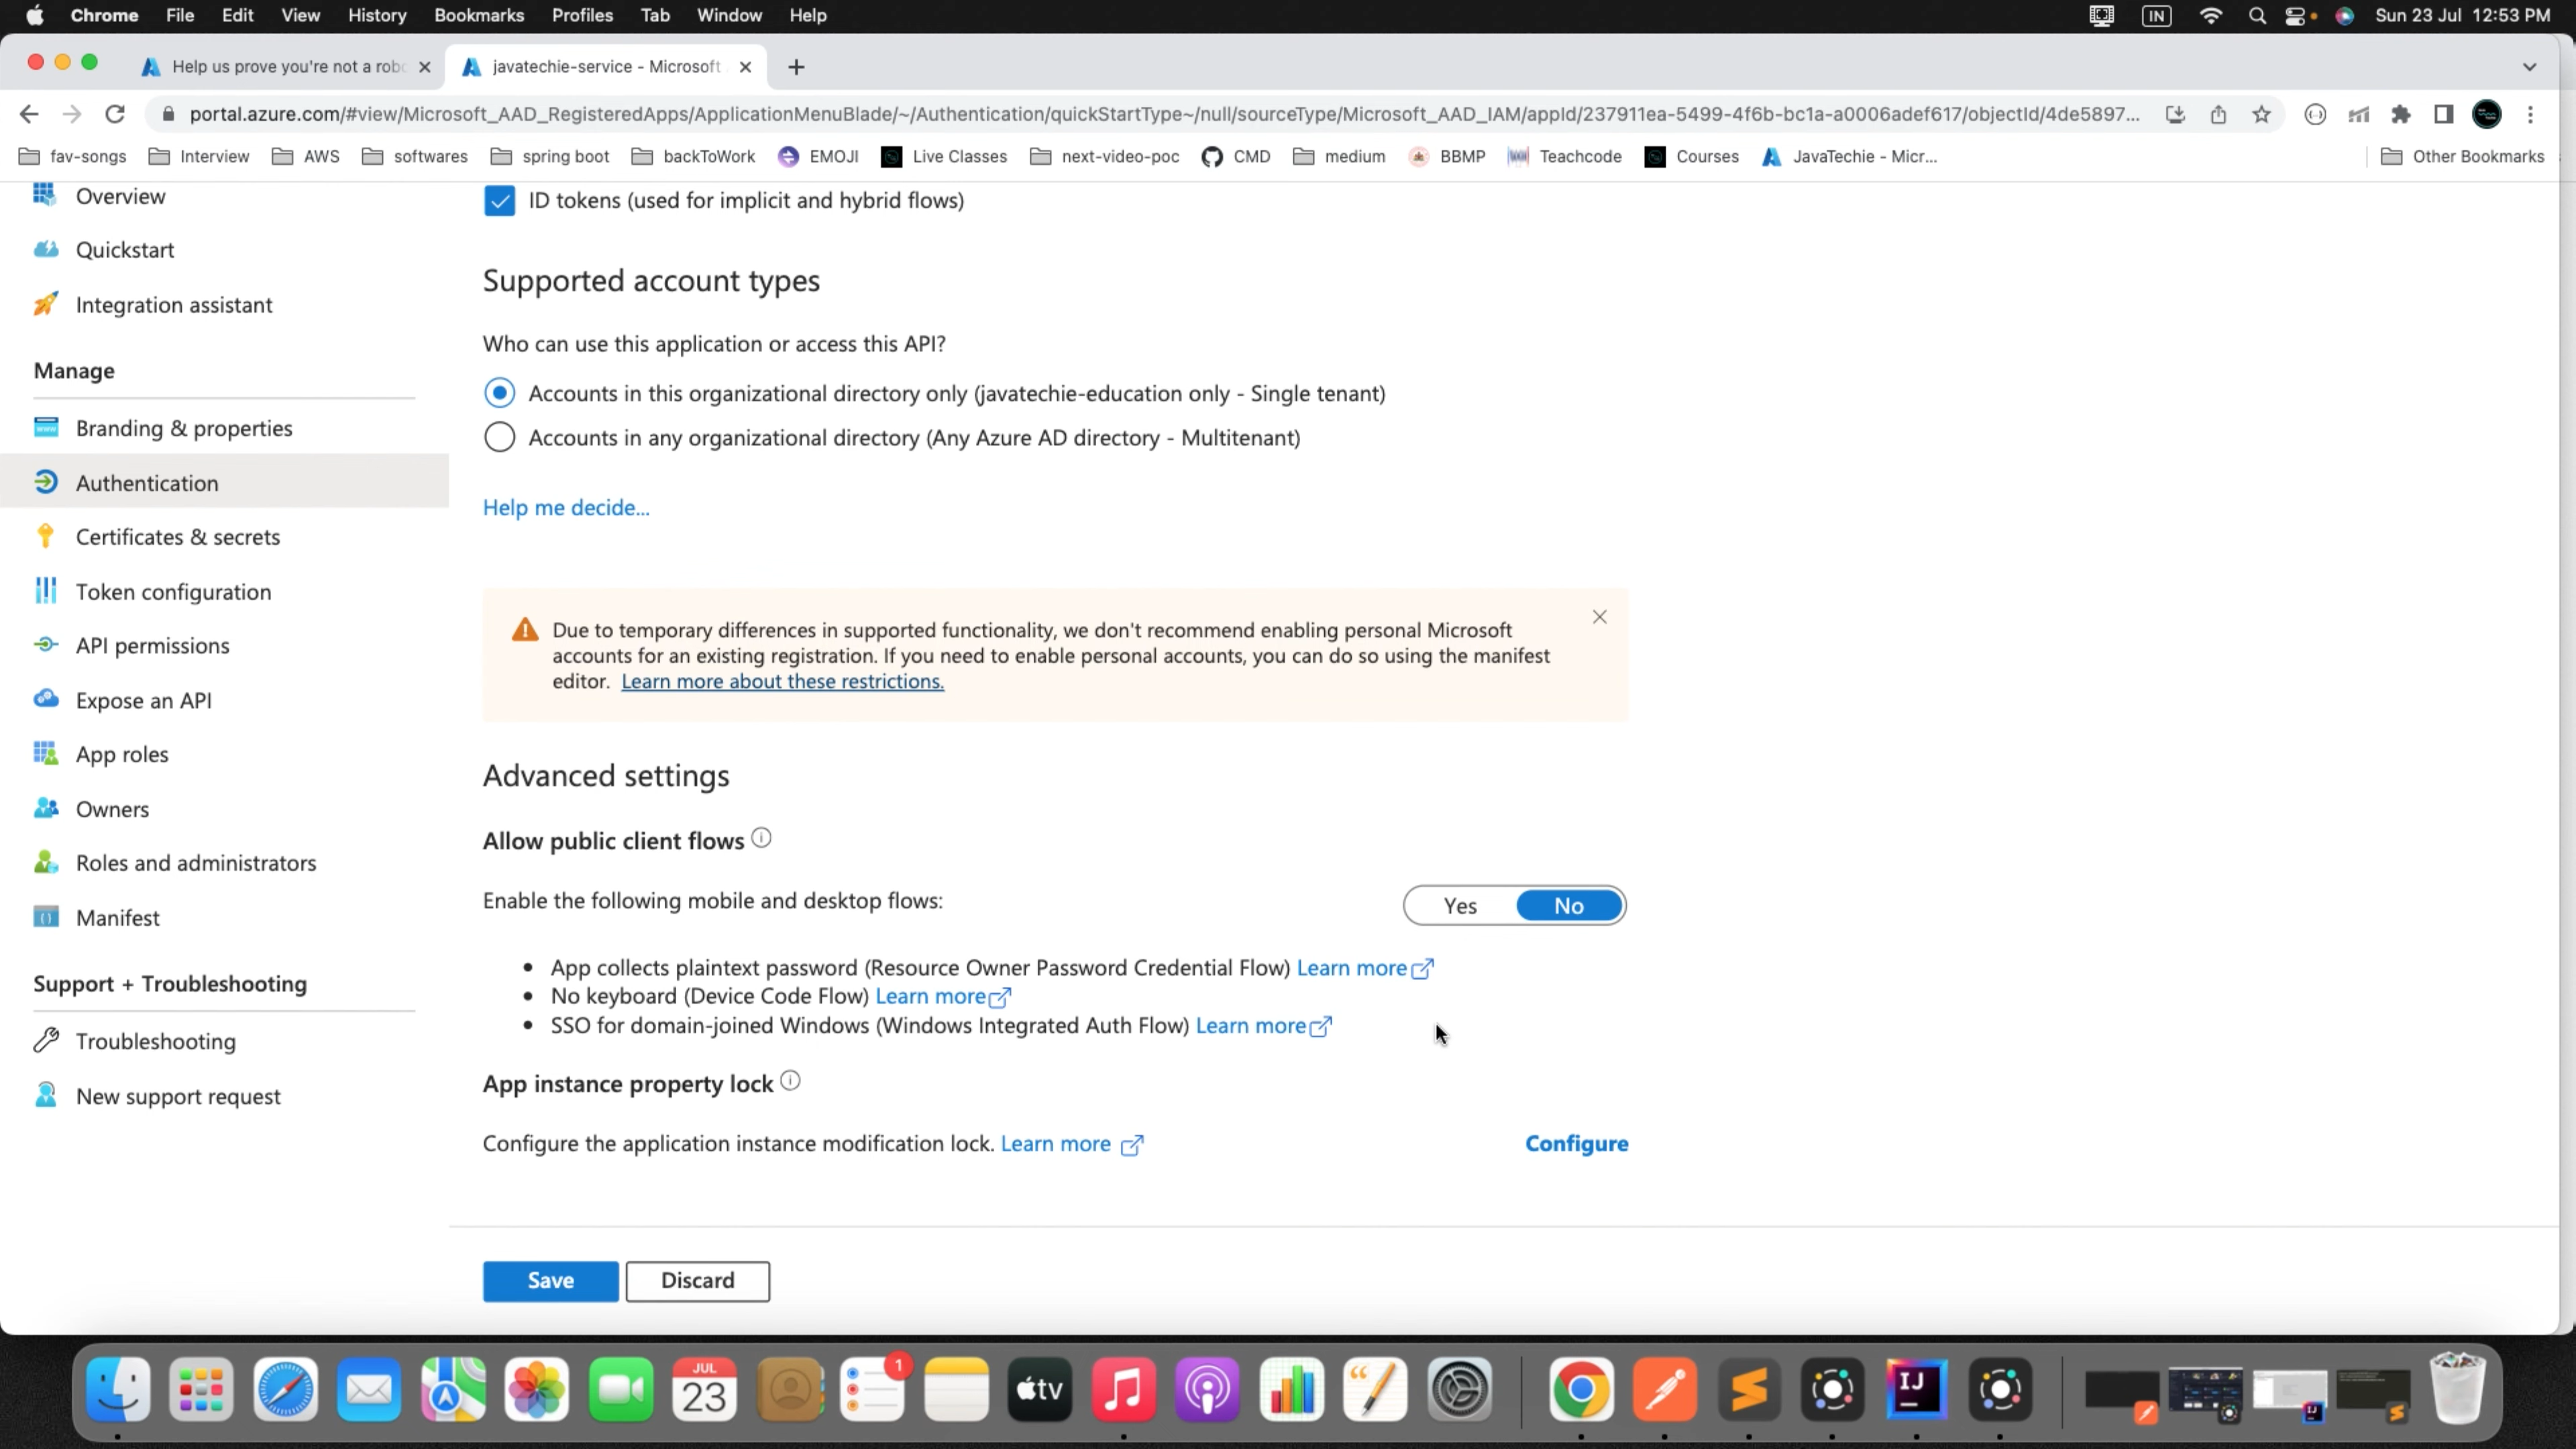 Chrome File Edit View History Bookmarks Profiles Tab Window Help IN Sun 23 Jul 12:53 PM
Help us prove you're not a robo javatechie-service - Microsoft
portal.azure.com/#view/Microsoft_AAD_RegisteredApps/ApplicationMenuBlade/~/Authentication/quickStartType~/null/sourceType/Microsoft_AAD_IAM/appId/237911ea-5499-4f6b-bc1a-a0006adef617/objectId/4de5897...
fav-songs Interview AWS softwares spring boot backToWork EMOJI Live Classes next-video-poc CMD medium BBMP Teachcode Courses JavaTechie - Micr... Other Bookmarks
Overview
Quickstart
Integration assistant
Manage
Branding & properties
Authentication
Certificates & secrets
Token configuration
API permissions
Expose an API
App roles
Owners
Roles and administrators
Manifest
Support + Troubleshooting
Troubleshooting
New support request
ID tokens (used for implicit and hybrid flows)
Supported account types
Who can use this application or access this API?
Accounts in this organizational directory only (javatechie-education only - Single tenant)
Accounts in any organizational directory (Any Azure AD directory - Multitenant)
Help me decide...
Due to temporary differences in supported functionality, we don't recommend enabling personal Microsoft
accounts for an existing registration. If you need to enable personal accounts, you can do so using the manifest
editor. Learn more about these restrictions.
Advanced settings
Allow public client flows
Enable the following mobile and desktop flows: Yes No
• App collects plaintext password (Resource Owner Password Credential Flow) Learn more
• No keyboard (Device Code Flow) Learn more
• SSO for domain-joined Windows (Windows Integrated Auth Flow) Learn more
App instance property lock
Configure the application instance modification lock. Learn more Configure
Save Discard
JUL
23
1
tv
IJ